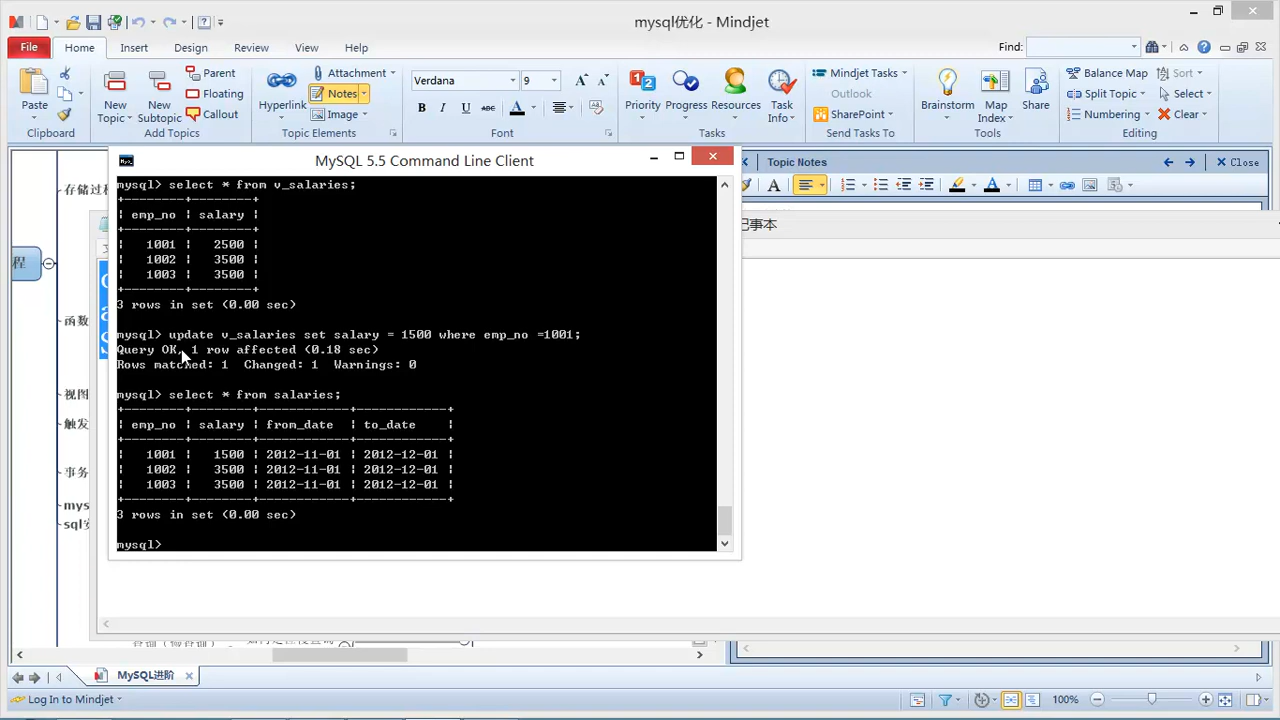 mysql优化 - Mindjet
File Home Insert Design Review View Help Find:
Paste
Clipboard
New Topic
New Subtopic
Parent
Floating
Callout
Add Topics
Hyperlink
Attachment
Notes
Image
Topic Elements
Verdana 9
B I U abc A
Font
Priority
Progress
Resources
Task Info
Tasks
Mindjet Tasks
Outlook
SharePoint
Send Tasks To
Brainstorm
Map Index
Share
Tools
Balance Map
Split Topic
Numbering
Sort
Select
Clear
Editing
MySQL 5.5 Command Line Client
Topic Notes
Close
记事本
存储过
程
函数
视图
触发
事务
mys
sql
mysql> select * from v_salaries;
+--------+--------+
| emp_no | salary |
+--------+--------+
| 1001 | 2500 |
| 1002 | 3500 |
| 1003 | 3500 |
+--------+--------+
3 rows in set (0.00 sec)
mysql> update v_salaries set salary = 1500 where emp_no =1001;
Query OK, 1 row affected (0.18 sec)
Rows matched: 1 Changed: 1 Warnings: 0
mysql> select * from salaries;
+--------+--------+------------+------------+
| emp_no | salary | from_date | to_date |
+--------+--------+------------+------------+
| 1001 | 1500 | 2012-11-01 | 2012-12-01 |
| 1002 | 3500 | 2012-11-01 | 2012-12-01 |
| 1003 | 3500 | 2012-11-01 | 2012-12-01 |
+--------+--------+------------+------------+
3 rows in set (0.00 sec)
mysql>
MySQL进阶
Log In to Mindjet
100%